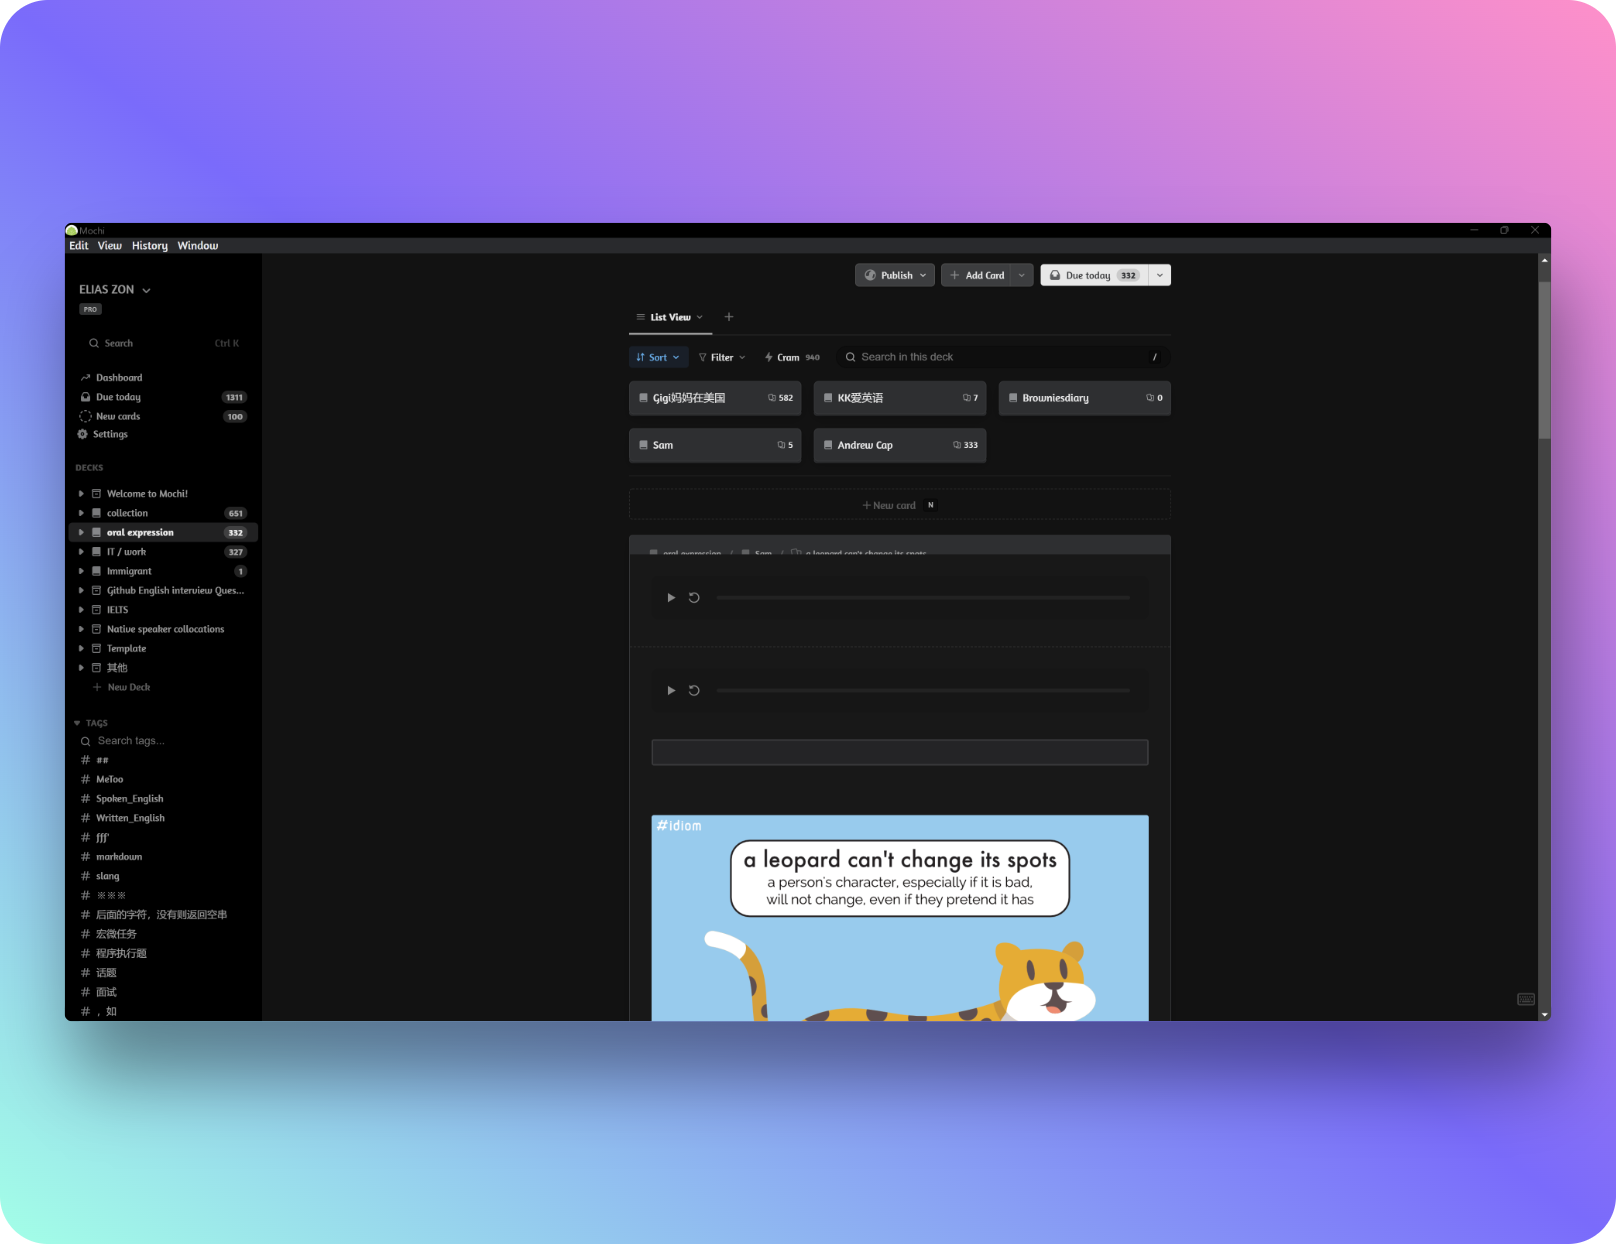 Mochi
Edit View History Window
ELIAS ZON
PRO
Search Ctrl K
Dashboard
Due today 1311
New cards 100
Settings
DECKS
Welcome to Mochi!
collection 651
oral expression 332
IT / work 327
Immigrant 1
Github English interview Ques...
IELTS
Native speaker collocations
Template
其他
New Deck
TAGS
Search tags...
# ##
# MeToo
# Spoken_English
# Written_English
# fff'
# markdown
# slang
# ※※※
# 后面的字符，没有则返回空串
# 宏微任务
# 程序执行题
# 话题
# 面试
# ，如
Publish
+ Add Card
Due today 332
List View +
Sort Filter Cram 940 Search in this deck /
Gigi妈妈在美国 582
KK爱英语 7
Browniesdiary 0
Sam 5
Andrew Cap 333
+ New card N
oral expression / Sam / a leopard can't change its spots
#idiom
a leopard can't change its spots
a person's character, especially if it is bad,
will not change, even if they pretend it has